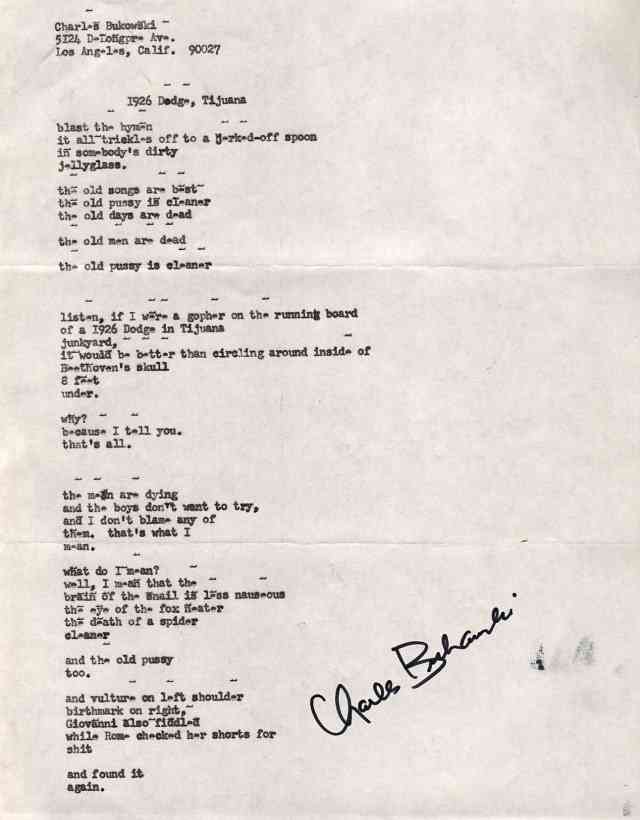 Charles Bukowski
5124 DeLongpre Ave.
Los Angeles, Calif. 90027
1926 Dodge, Tijuana
blast the hymen
it all trickles off to a jerked-off spoon
in somebody's dirty
jellyglass.
the old songs are best
the old pussy is cleaner
the old days are dead
the old men are dead
the old pussy is cleaner
listen, if I were a gopher on the running board
of a 1926 Dodge in Tijuana
junkyard,
it would be better than circling around inside of
Beethoven's skull
8 feet
under.
why?
because I tell you.
that's all.
the men are dying
and the boys don't want to try,
and I don't blame any of
them. that's what I
mean.
what do I mean?
well, I mean that the
brain of the snail is less nauseous
the eye of the fox neater
the death of a spider
cleaner
and the old pussy
too.
and vulture on left shoulder
birthmark on right,
Giovanni also fiddled
while Rome checked her shorts for
shit
and found it
again.
Charles Bukowski